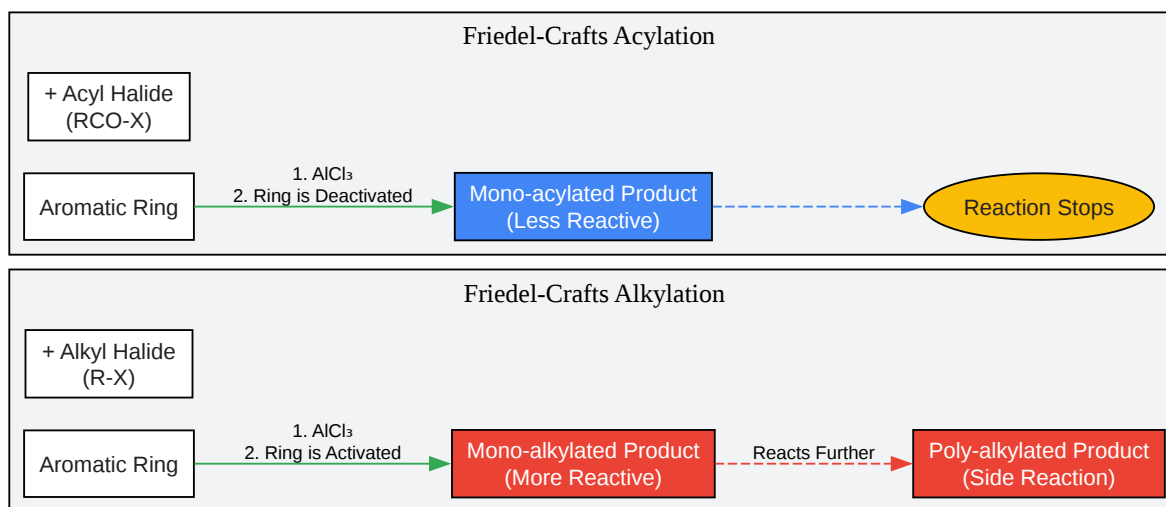 Friedel-Crafts Acylation
+ Acyl Halide
(RCO-X)
Aromatic Ring
1. AlCl₃
2. Ring is Deactivated
Mono-acylated Product
(Less Reactive)
Reaction Stops
Friedel-Crafts Alkylation
+ Alkyl Halide
(R-X)
Aromatic Ring
1. AlCl₃
2. Ring is Activated
Mono-alkylated Product
(More Reactive)
Reacts Further
Poly-alkylated Product
(Side Reaction)